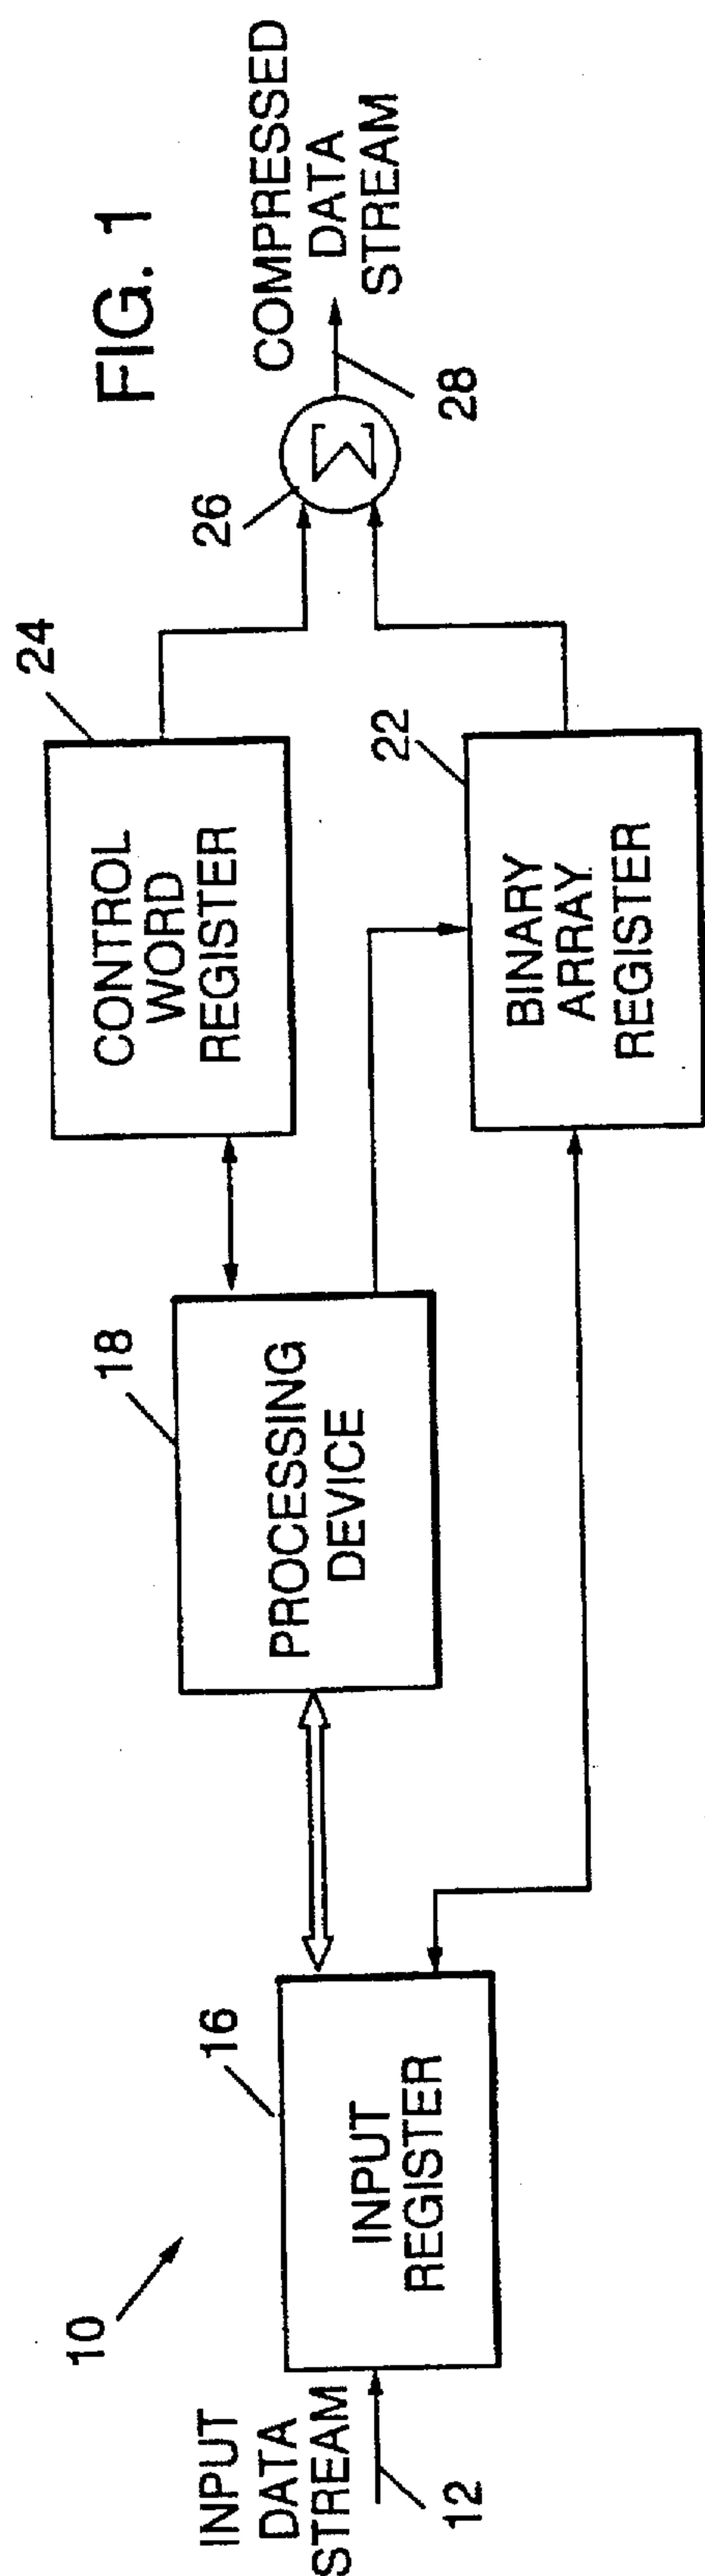 FIG. 1
10
INPUT
DATA
STREAM
12
16
INPUT
REGISTER
18
PROCESSING
DEVICE
24
CONTROL
WORD
REGISTER
22
BINARY
ARRAY
REGISTER
26
Σ
28
COMPRESSED
DATA
STREAM